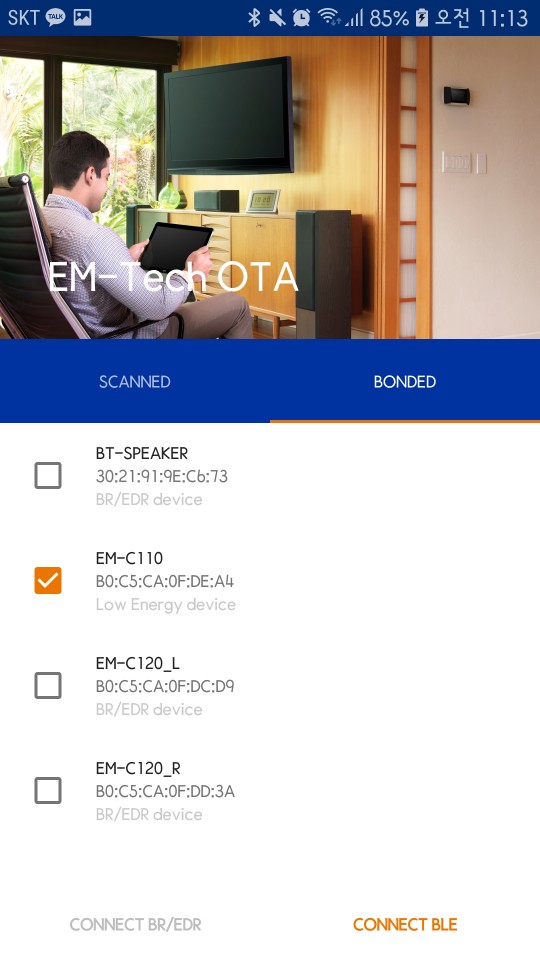 SKT TALK 85% 오전 11:13
EM-Tech OTA
SCANNED BONDED
BT-SPEAKER
30:21:91:9E:C6:73
BR/EDR device
EM-C110
B0:C5:CA:0F:DE:A4
Low Energy device
EM-C120_L
B0:C5:CA:0F:DC:D9
BR/EDR device
EM-C120_R
B0:C5:CA:0F:DD:3A
BR/EDR device
CONNECT BR/EDR CONNECT BLE